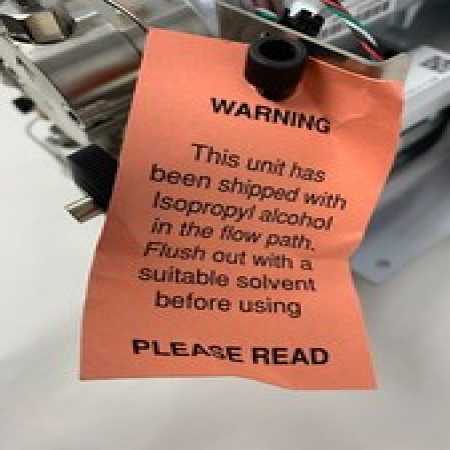 WARNING
This unit has
been shipped with
Isopropyl alcohol
in the flow path.
Flush out with a
suitable solvent
before using
PLEASE READ